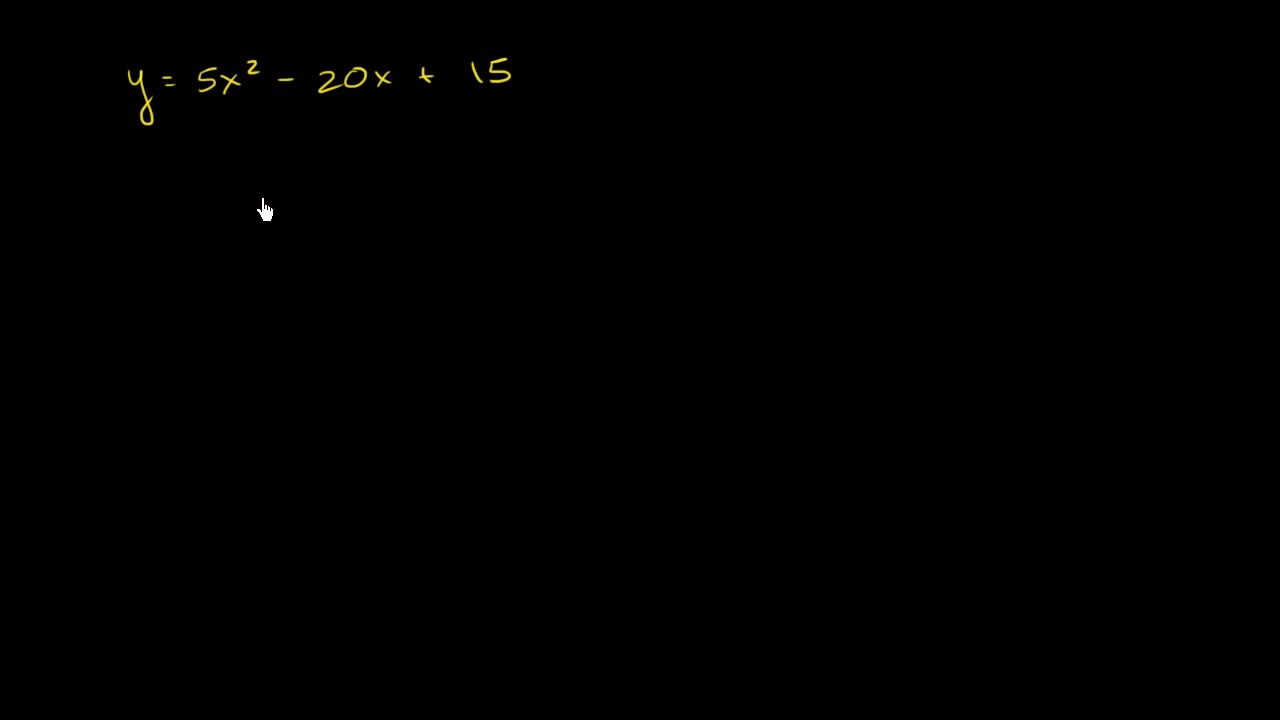 y = 5x² - 20x + 15